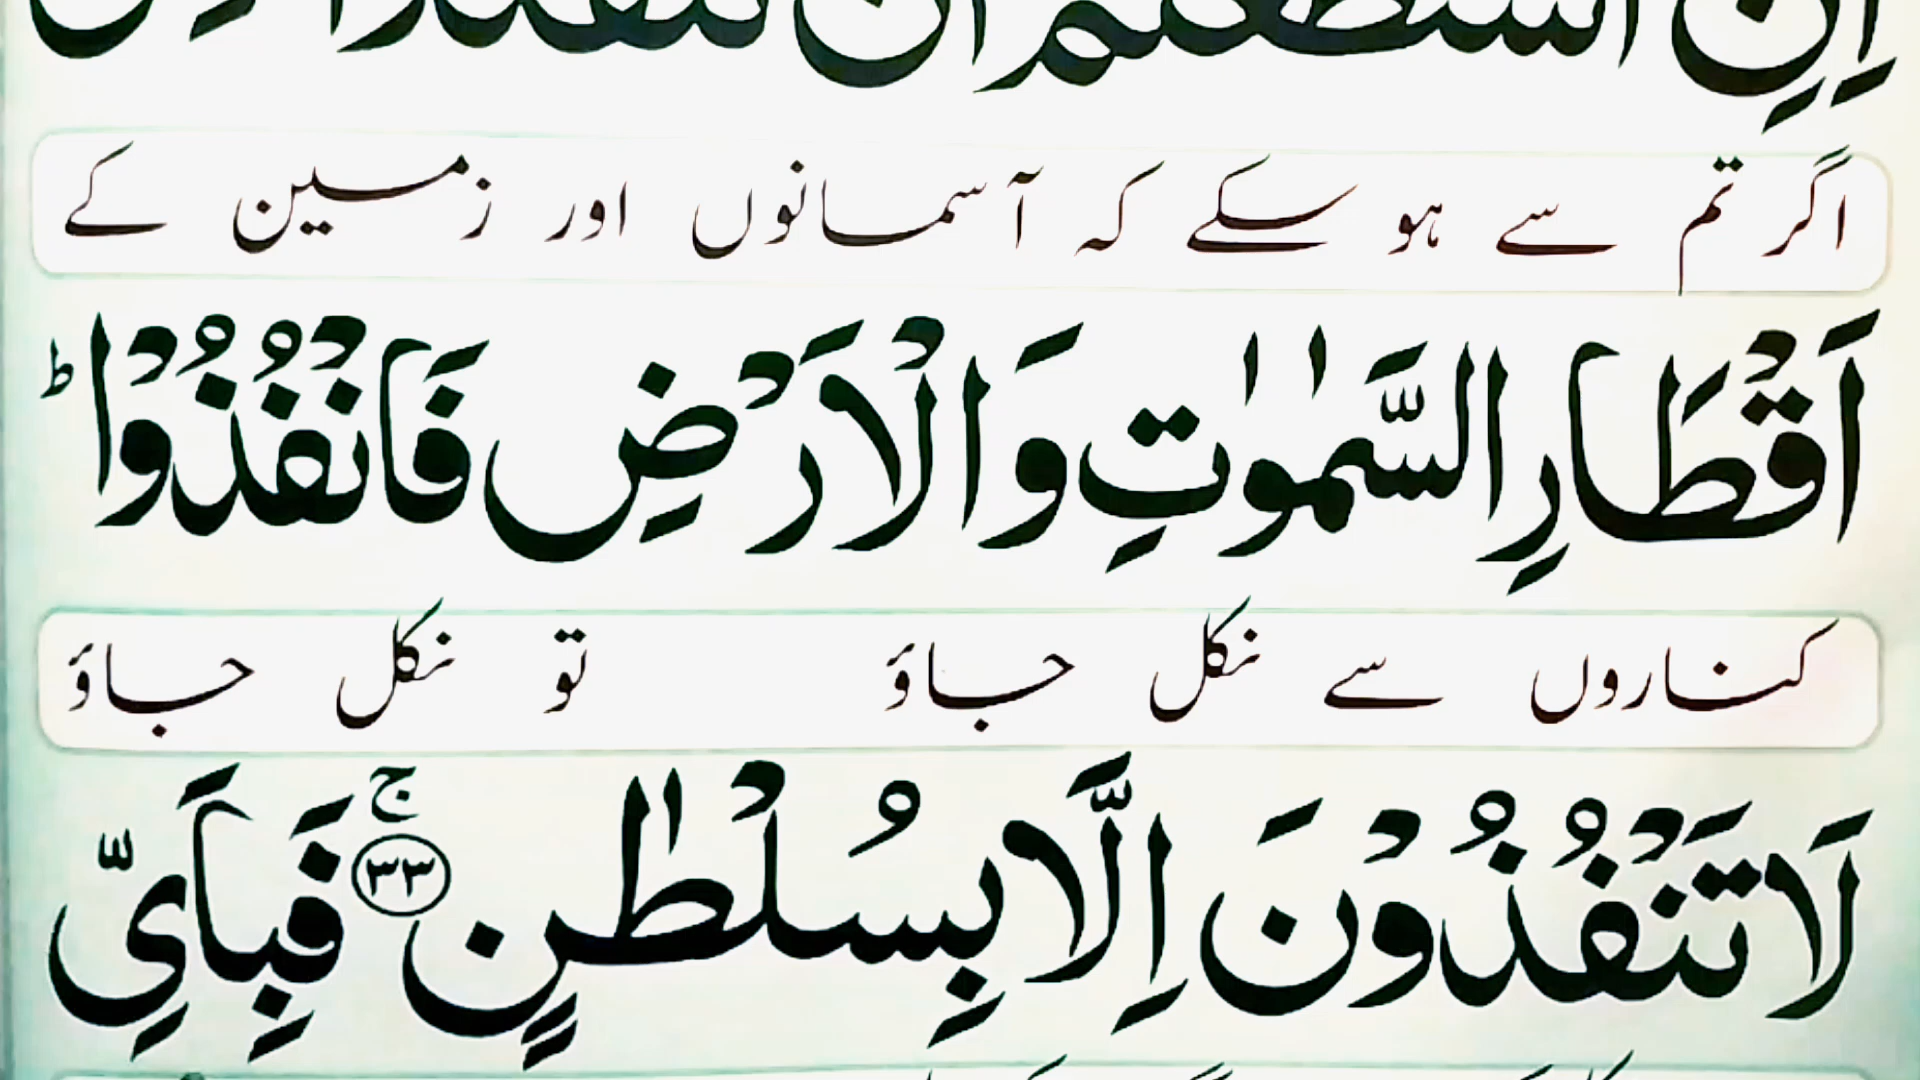 اِنِ اسْتَطَعْتُمْ اَنْ تَنْفُذُوْا مِنْ
اگر تم سے ہو سکے کہ آسمانوں اور زمین کے
اَقْطَارِ السَّمٰوٰتِ وَالْاَرْضِ فَانْفُذُوْا ؕ
کناروں سے نکل جاؤ تو نکل جاؤ
لَا تَنْفُذُوْنَ اِلَّا بِسُلْطٰنٍ ۚ ﴿۳۳﴾ فَبِاَیِّ